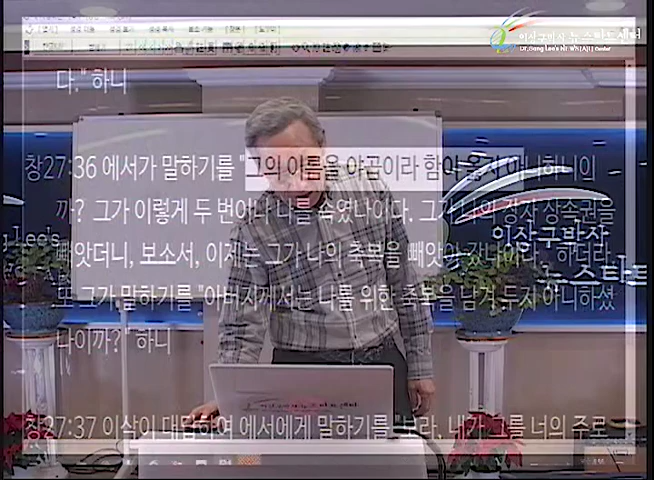 이상구박사 뉴스타트센터
다." 하니
창27:36 에서가 말하기를 "그의 이름을 야곱이라 함이 옳지 아니하니이
까? 그가 이렇게 두 번이나 나를 속였나이다. 그가 나의 장자 상속권을
빼앗더니, 보소서, 이제는 그가 나의 축복을 빼앗아 갔나이다." 하더라.
또 그가 말하기를 "아버지께서는 나를 위한 축복을 남겨 두지 아니하셨
나이까?" 하니
창27:37 이삭이 대답하여 에서에게 말하기를 "보라, 내가 그를 너의 주로
이상구박사
뉴스타트